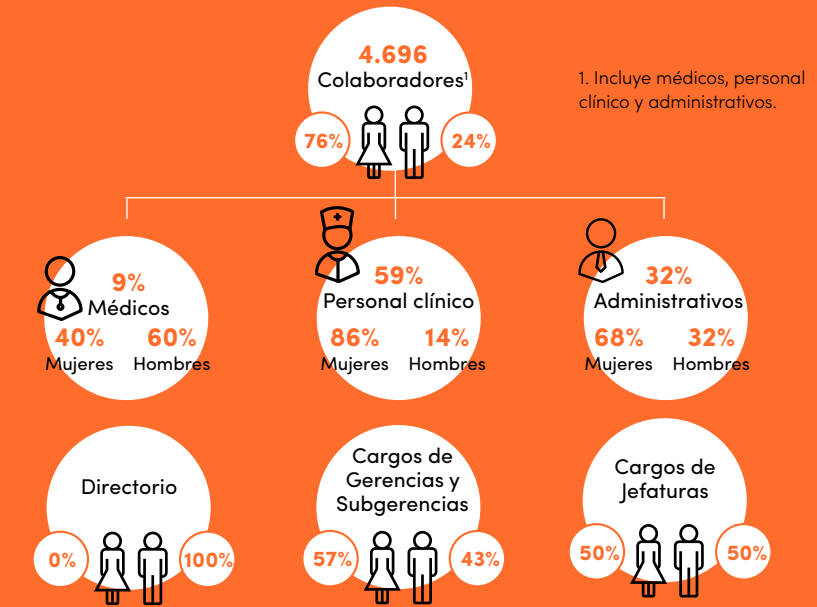 4.696
Colaboradores¹
76%
24%
1. Incluye médicos, personal
clínico y administrativos.
9%
Médicos
40%
60%
Mujeres
Hombres
59%
Personal clínico
86%
14%
Mujeres
Hombres
32%
Administrativos
68%
32%
Mujeres
Hombres
Directorio
0%
100%
Cargos de
Gerencias y
Subgerencias
57%
43%
Cargos de
Jefaturas
50%
50%